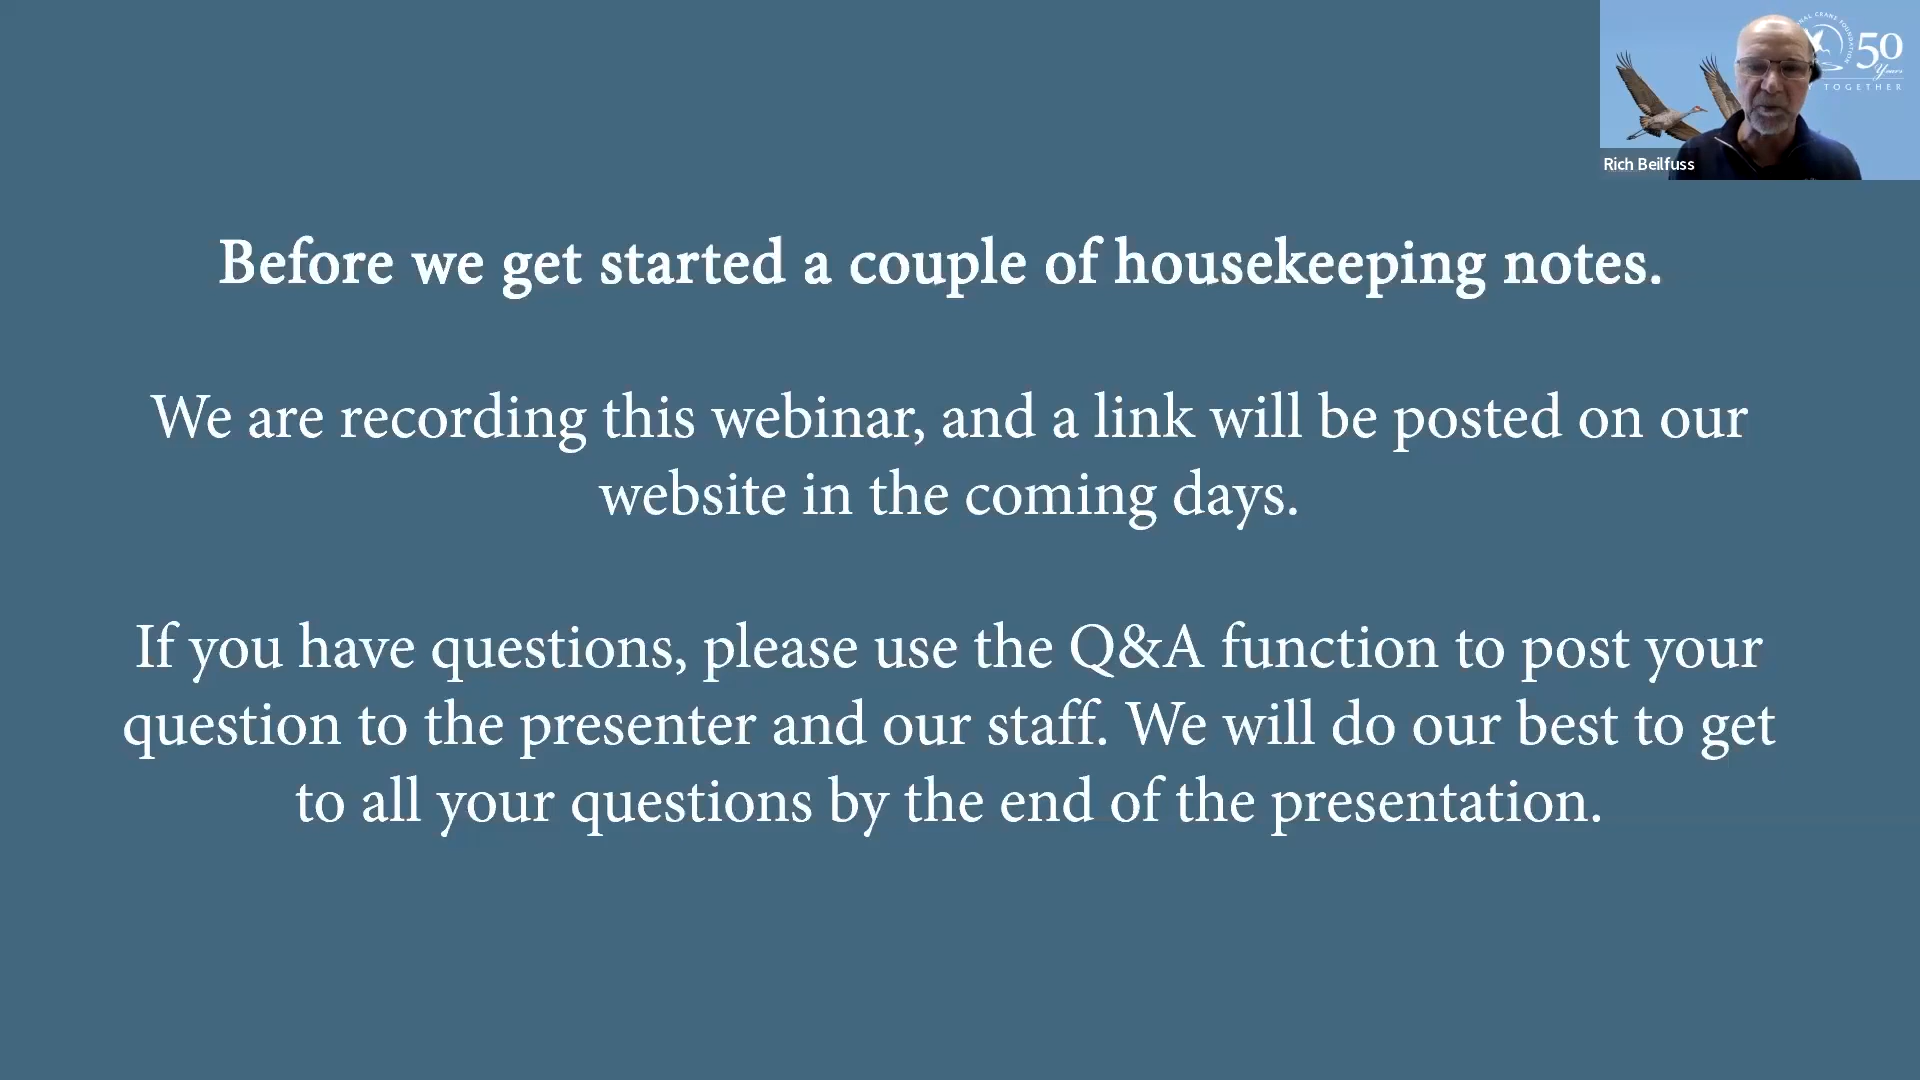 Before we get started a couple of housekeeping notes.
We are recording this webinar, and a link will be posted on our
website in the coming days.
If you have questions, please use the Q&A function to post your
question to the presenter and our staff. We will do our best to get
to all your questions by the end of the presentation.
CRANE FOUNDATION
50
Years
TOGETHER
Rich Beilfuss